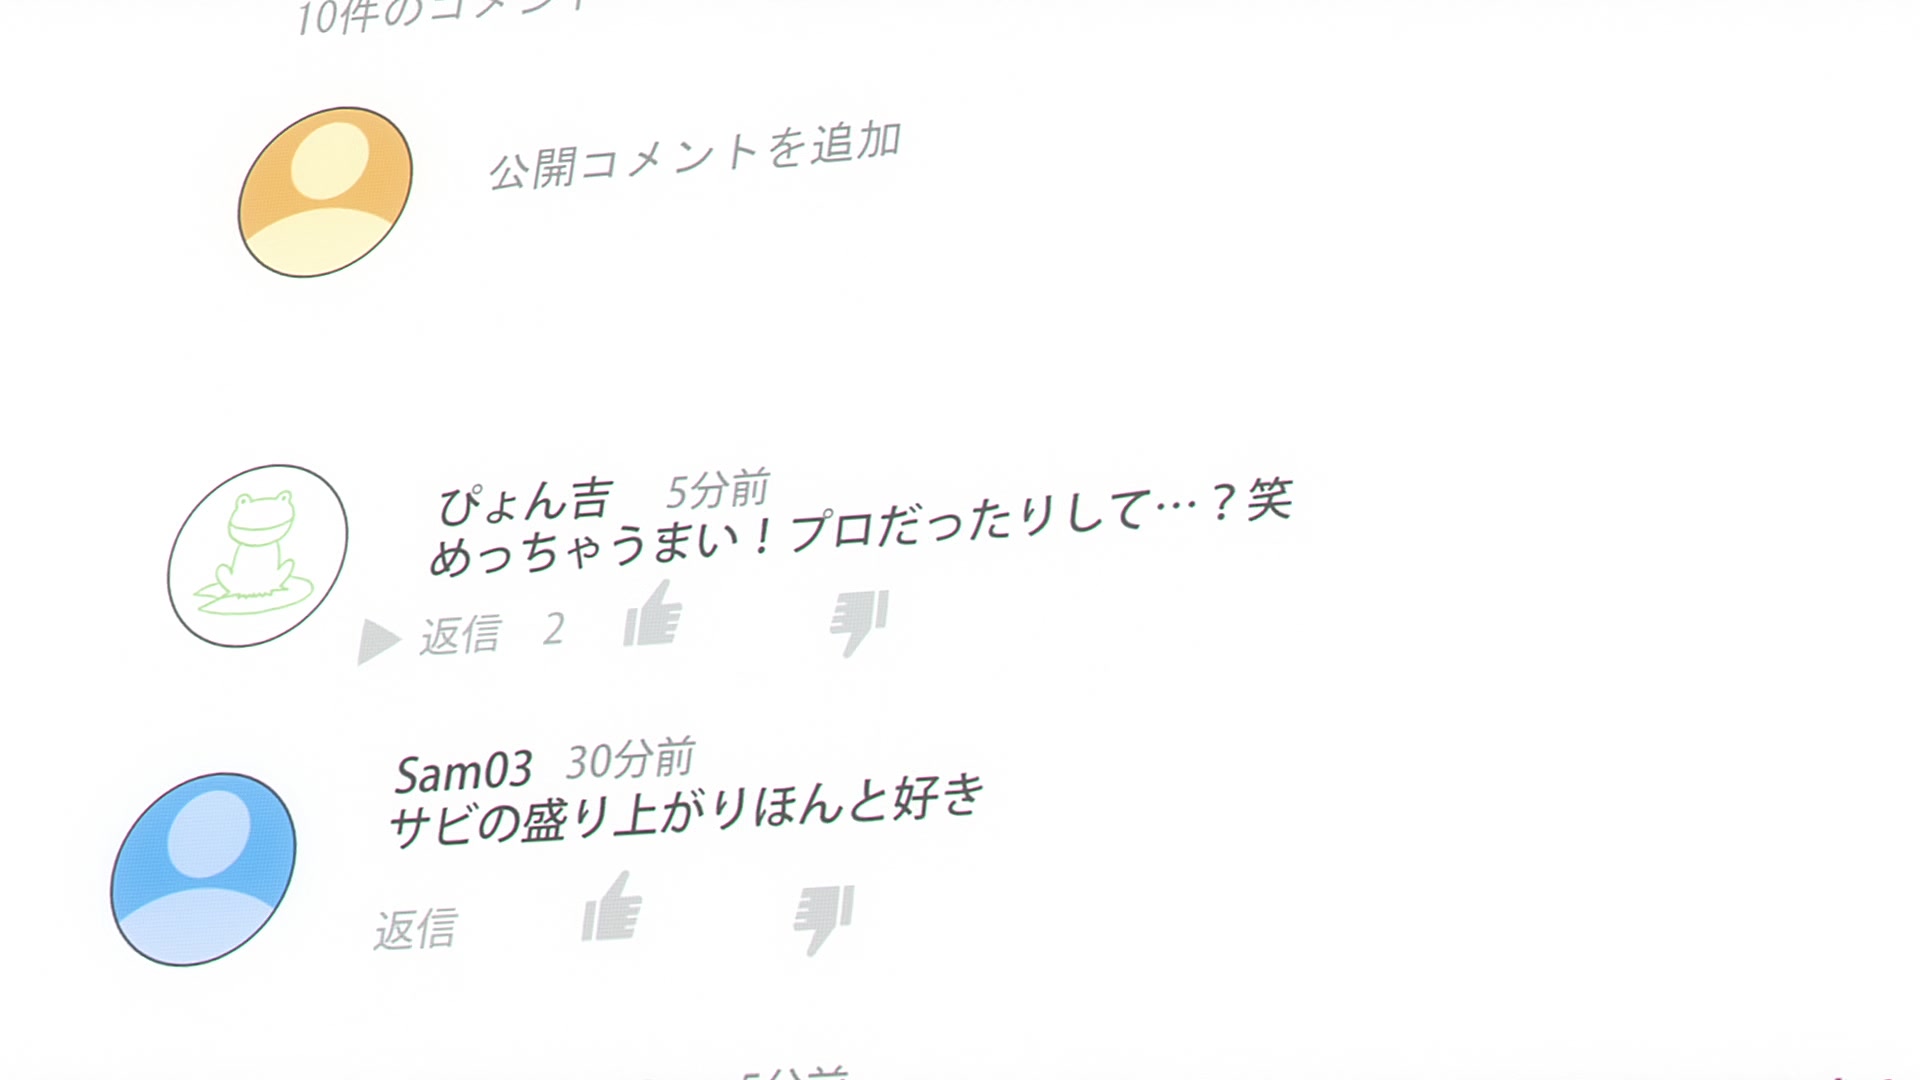 10件のコメント
公開コメントを追加
ぴょん吉 5分前
めっちゃうまい！プロだったりして…？笑
返信 2
Sam03 30分前
サビの盛り上がりほんと好き
返信
5分前